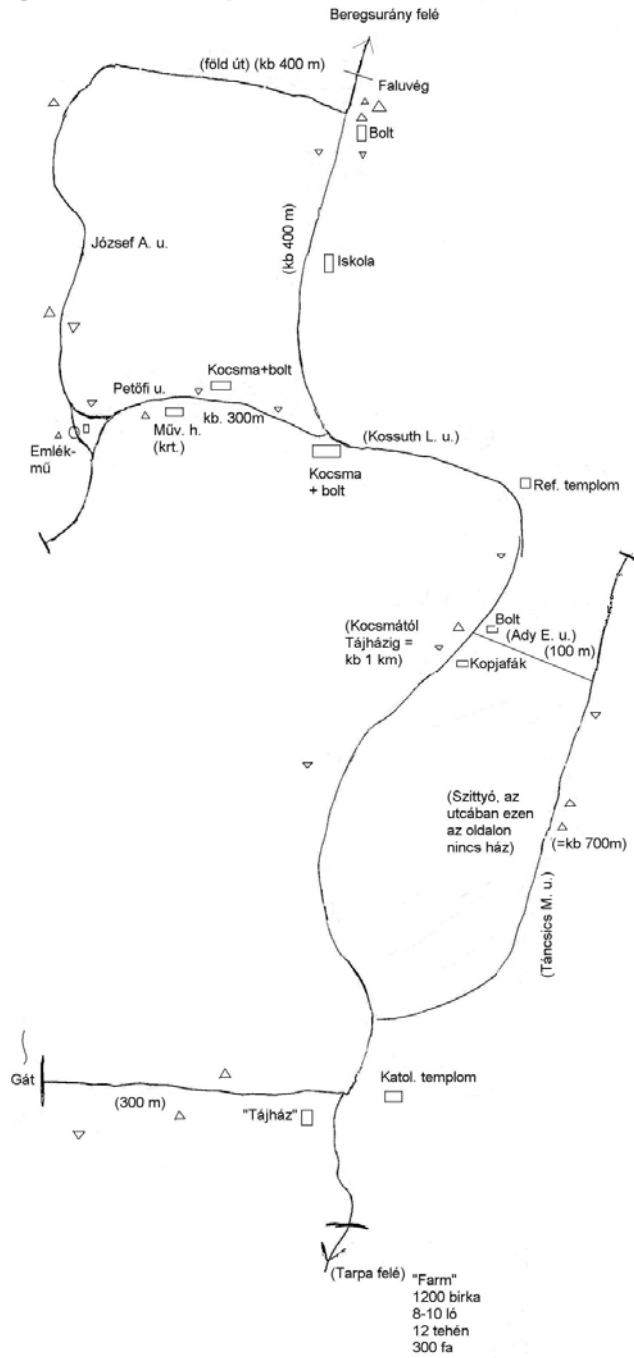 Beregsurány felé
(föld út) (kb 400 m)
Faluvég
Bolt
(kb 400 m)
József A. u.
Iskola
Kocsma+bolt
Petőfi u.
kb. 300m
Műv. h.
(krt.)
Emlék-
mű
(Kossuth L. u.)
Kocsma
+ bolt
Ref. templom
Bolt
(Ady E. u.)
(100 m)
(Kocsmától
Tájházig =
kb 1 km)
Kopjafák
(Szittyó, az
utcában ezen
az oldalon
nincs ház)
(=kb 700m)
(Táncsics M. u.)
Gát
(300 m)
Katol. templom
"Tájház"
(Tarpa felé)
"Farm"
1200 birka
8-10 ló
12 tehén
300 fa